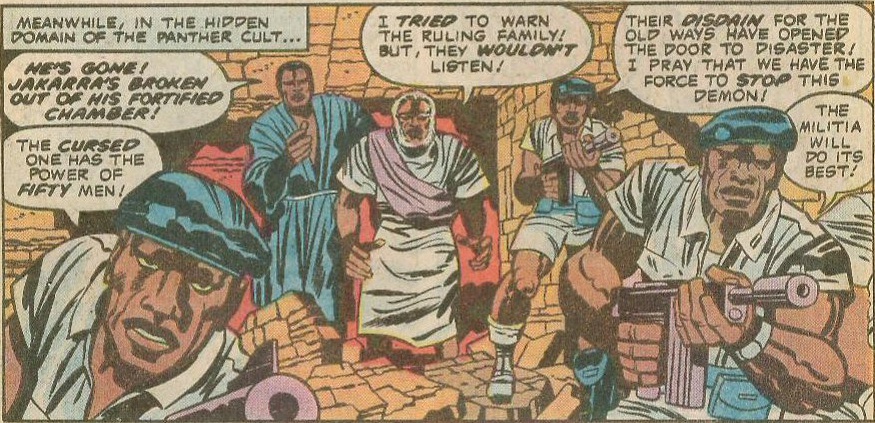 MEANWHILE, IN THE HIDDEN
DOMAIN OF THE PANTHER CULT...
HE'S GONE!
JAKARRA'S BROKEN
OUT OF HIS FORTIFIED
CHAMBER!
THE CURSED
ONE HAS THE
POWER OF
FIFTY MEN!
I TRIED TO WARN
THE RULING FAMILY!
BUT, THEY WOULDN'T
LISTEN!
THEIR DISDAIN FOR THE
OLD WAYS HAVE OPENED
THE DOOR TO DISASTER!
I PRAY THAT WE HAVE THE
FORCE TO STOP THIS
DEMON!
THE
MILITIA
WILL
DO ITS
BEST!